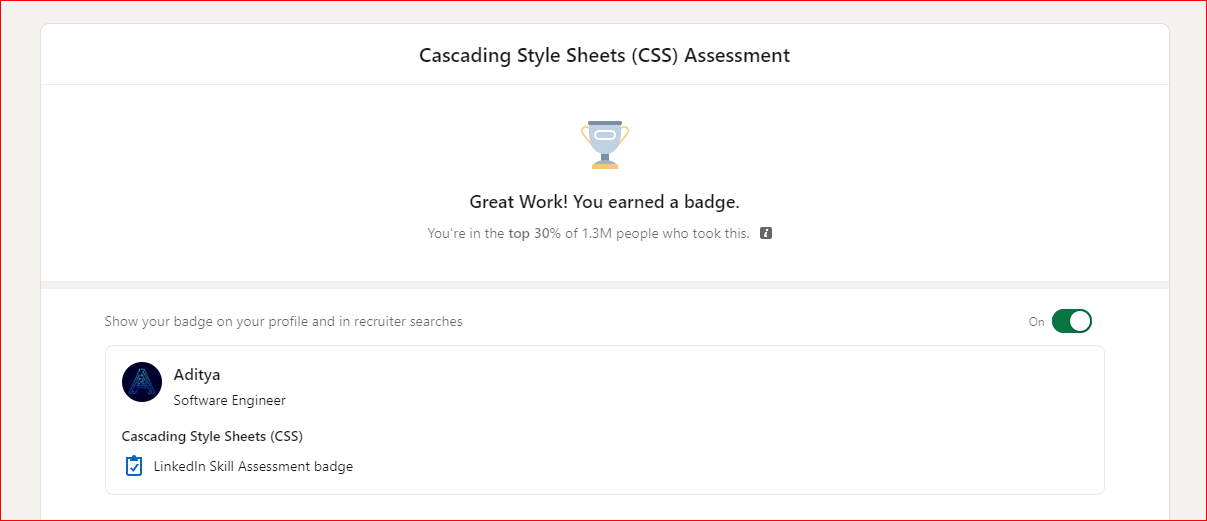 Cascading Style Sheets (CSS) Assessment
Great Work! You earned a badge.
You're in the top 30% of 1.3M people who took this. i
Show your badge on your profile and in recruiter searches
On
A
Aditya
Software Engineer
Cascading Style Sheets (CSS)
LinkedIn Skill Assessment badge